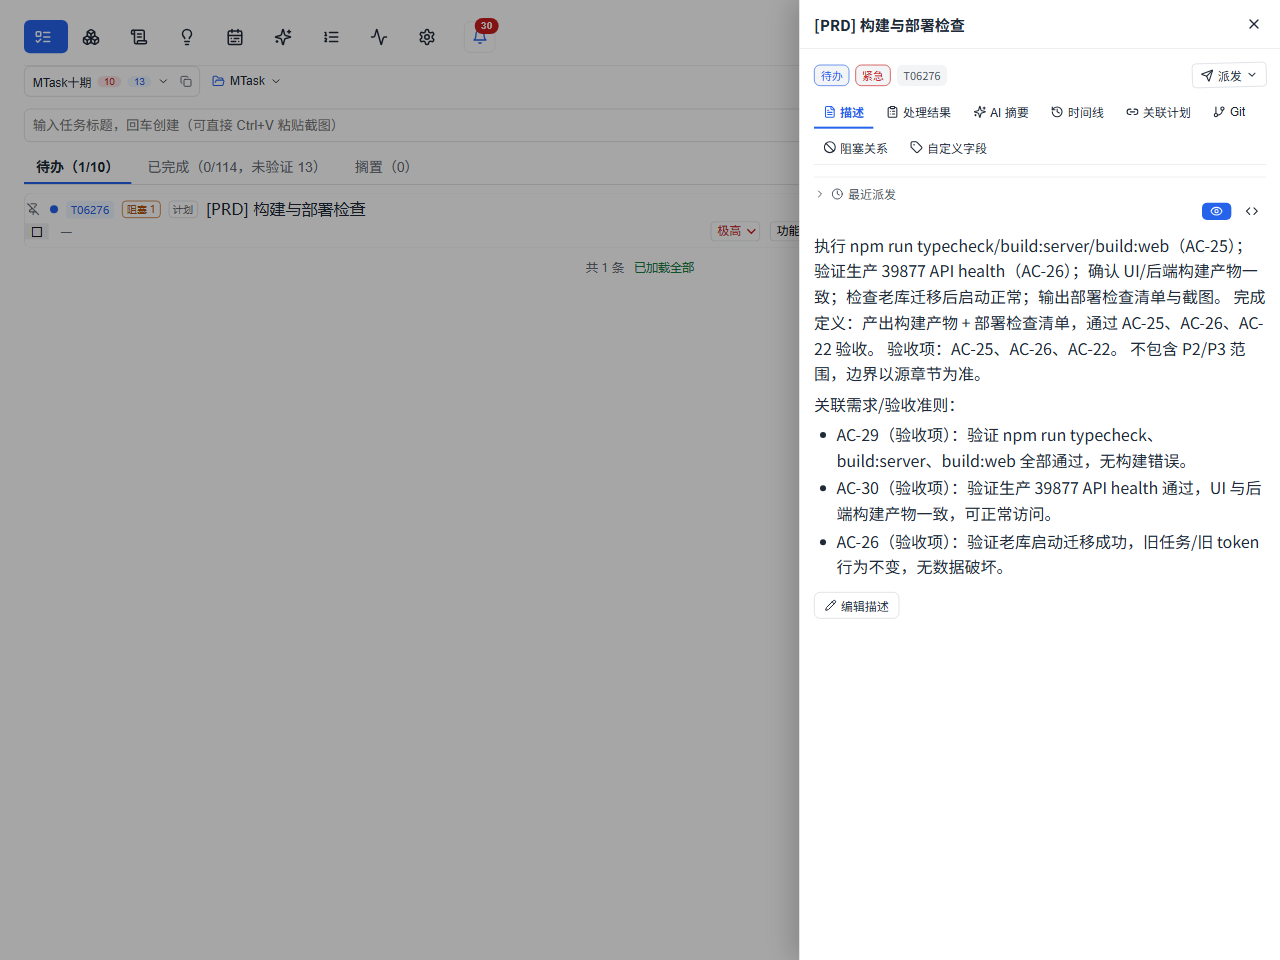 30
MTask十期 10 13
MTask
输入任务标题，回车创建（可直接 Ctrl+V 粘贴截图）
待办（1/10） 已完成（0/114，未验证 13） 搁置（0）
T06276 阻塞 1 计划 [PRD] 构建与部署检查
— 极高 功能
共 1 条 已加载全部
[PRD] 构建与部署检查
待办 紧急 T06276 派发
描述 处理结果 AI 摘要 时间线 关联计划 Git
阻塞关系 自定义字段
最近派发
执行 npm run typecheck/build:server/build:web（AC-25）；
验证生产 39877 API health（AC-26）；确认 UI/后端构建产物一
致；检查老库迁移后启动正常；输出部署检查清单与截图。 完成
定义：产出构建产物 + 部署检查清单，通过 AC-25、AC-26、AC-
22 验收。 验收项：AC-25、AC-26、AC-22。 不包含 P2/P3 范
围，边界以源章节为准。
关联需求/验收准则：
AC-29（验收项）：验证 npm run typecheck、
build:server、build:web 全部通过，无构建错误。
AC-30（验收项）：验证生产 39877 API health 通过，UI 与后
端构建产物一致，可正常访问。
AC-26（验收项）：验证老库启动迁移成功，旧任务/旧 token
行为不变，无数据破坏。
编辑描述